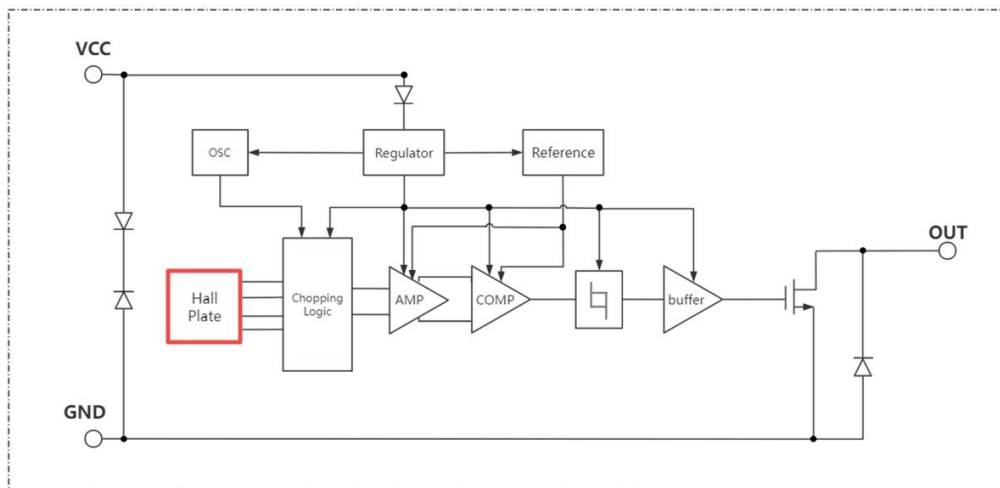 VCC
OSC
Regulator
Reference
OUT
Hall
Plate
Chopping
Logic
AMP
COMP
buffer
GND